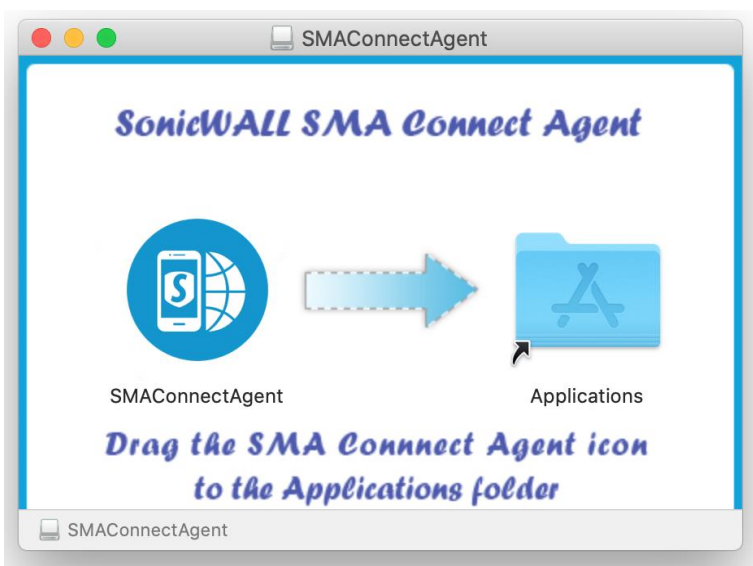 SMAConnectAgent
SonicWALL SMA Connect Agent
SMAConnectAgent
Applications
Drag the SMA Connnect Agent icon
to the Applications folder
SMAConnectAgent